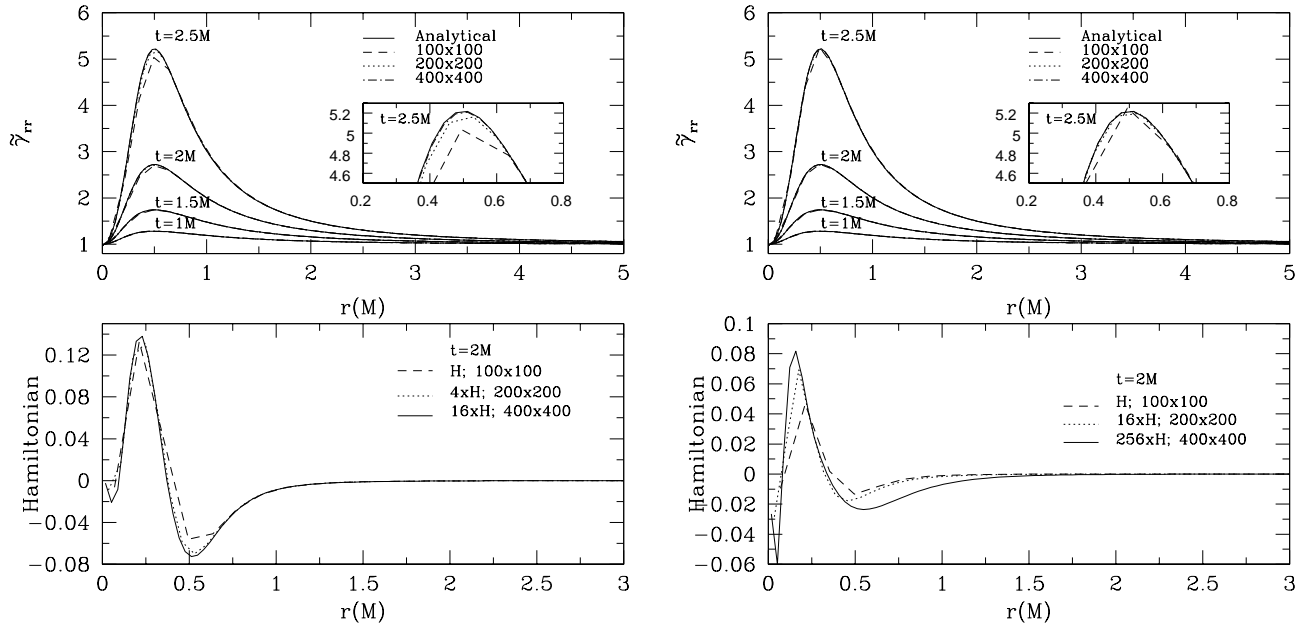 6
5
4
3
2
1
γ̃rr
t=2.5M
t=2M
t=1.5M
t=1M
Analytical
100x100
200x200
400x400
5.2
5
4.8
4.6
t=2.5M
0.2
0.4
0.6
0.8
0
1
2
3
4
5
r(M)
6
5
4
3
2
1
γ̃rr
t=2.5M
t=2M
t=1.5M
t=1M
Analytical
100x100
200x200
400x400
5.2
5
4.8
4.6
t=2.5M
0.2
0.4
0.6
0.8
0
1
2
3
4
5
r(M)
0.12
0.08
0.04
0
−0.04
−0.08
Hamiltonian
t=2M
H; 100x100
4xH; 200x200
16xH; 400x400
0
0.5
1
1.5
2
2.5
3
r(M)
0.1
0.08
0.06
0.04
0.02
0
−0.02
−0.04
−0.06
Hamiltonian
t=2M
H; 100x100
16xH; 200x200
256xH; 400x400
0
0.5
1
1.5
2
2.5
3
r(M)